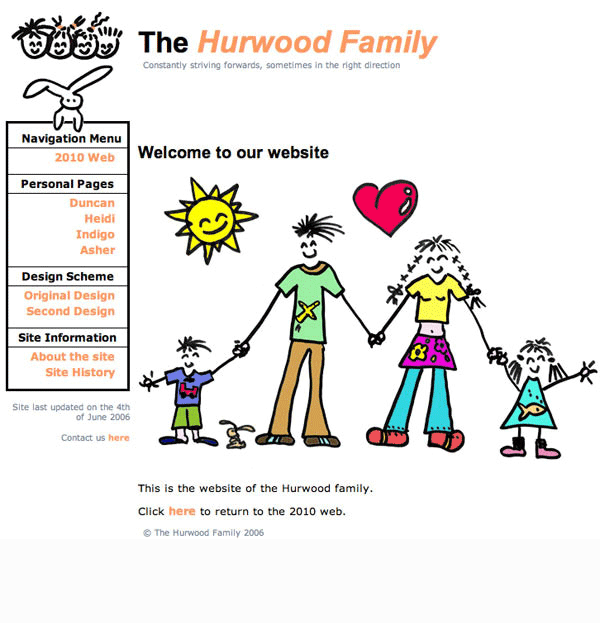 The Hurwood Family
Constantly striving forwards, sometimes in the right direction
Navigation Menu
2010 Web
Personal Pages
Duncan
Heidi
Indigo
Asher
Design Scheme
Original Design
Second Design
Site Information
About the site
Site History
Site last updated on the 4th
of June 2006
Contact us here
Welcome to our website
This is the website of the Hurwood family.
Click here to return to the 2010 web.
© The Hurwood Family 2006